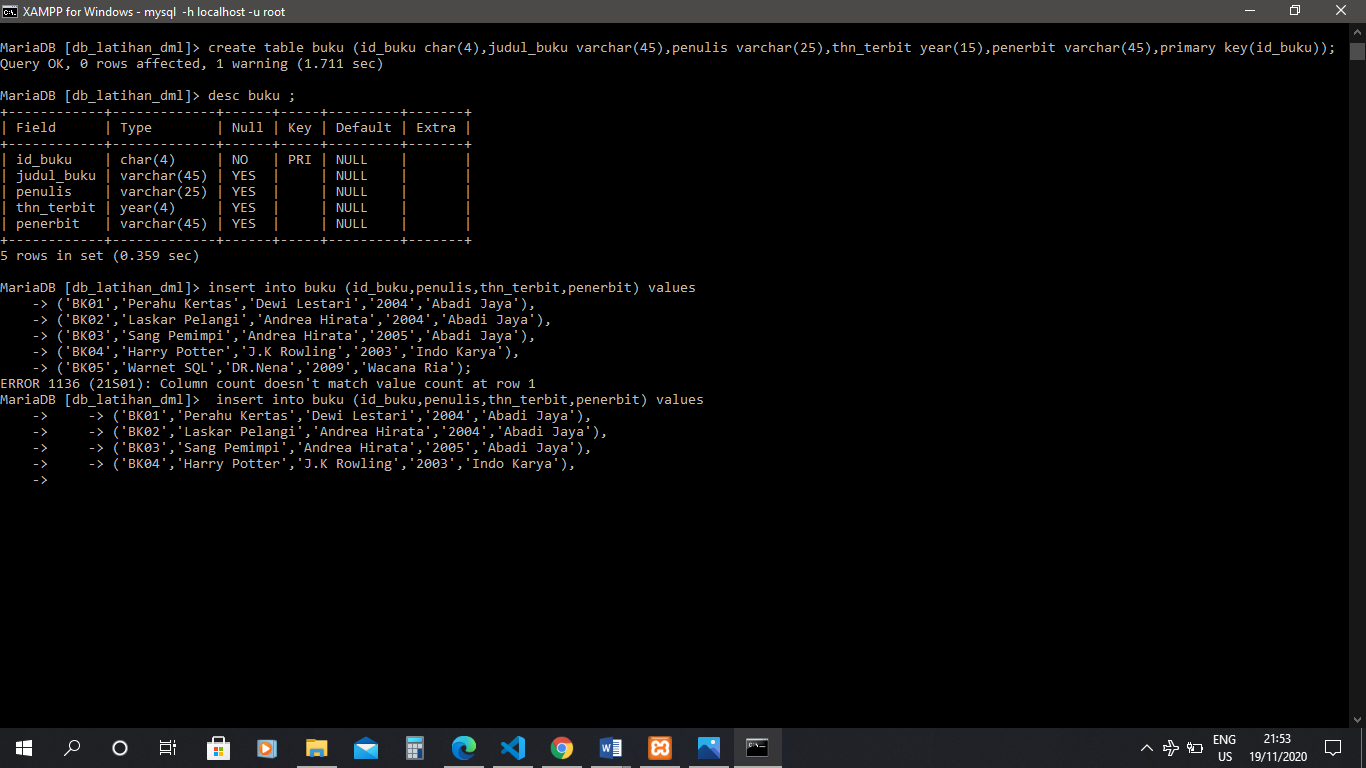 XAMPP for Windows - mysql -h localhost -u root
MariaDB [db_latihan_dml]> create table buku (id_buku char(4),judul_buku varchar(45),penulis varchar(25),thn_terbit year(15),penerbit varchar(45),primary key(id_buku));
Query OK, 0 rows affected, 1 warning (1.711 sec)
MariaDB [db_latihan_dml]> desc buku ;
+------------+-------------+------+-----+---------+-------+
| Field      | Type        | Null | Key | Default | Extra |
+------------+-------------+------+-----+---------+-------+
| id_buku    | char(4)     | NO   | PRI | NULL    |       |
| judul_buku | varchar(45) | YES  |     | NULL    |       |
| penulis    | varchar(25) | YES  |     | NULL    |       |
| thn_terbit | year(4)     | YES  |     | NULL    |       |
| penerbit   | varchar(45) | YES  |     | NULL    |       |
+------------+-------------+------+-----+---------+-------+
5 rows in set (0.359 sec)
MariaDB [db_latihan_dml]> insert into buku (id_buku,penulis,thn_terbit,penerbit) values
    -> ('BK01','Perahu Kertas','Dewi Lestari','2004','Abadi Jaya'),
    -> ('BK02','Laskar Pelangi','Andrea Hirata','2004','Abadi Jaya'),
    -> ('BK03','Sang Pemimpi','Andrea Hirata','2005','Abadi Jaya'),
    -> ('BK04','Harry Potter','J.K Rowling','2003','Indo Karya'),
    -> ('BK05','Warnet SQL','DR.Nena','2009','Wacana Ria');
ERROR 1136 (21S01): Column count doesn't match value count at row 1
MariaDB [db_latihan_dml]>  insert into buku (id_buku,penulis,thn_terbit,penerbit) values
    ->     -> ('BK01','Perahu Kertas','Dewi Lestari','2004','Abadi Jaya'),
    ->     -> ('BK02','Laskar Pelangi','Andrea Hirata','2004','Abadi Jaya'),
    ->     -> ('BK03','Sang Pemimpi','Andrea Hirata','2005','Abadi Jaya'),
    ->     -> ('BK04','Harry Potter','J.K Rowling','2003','Indo Karya'),
    ->
ENG
US
21:53
19/11/2020